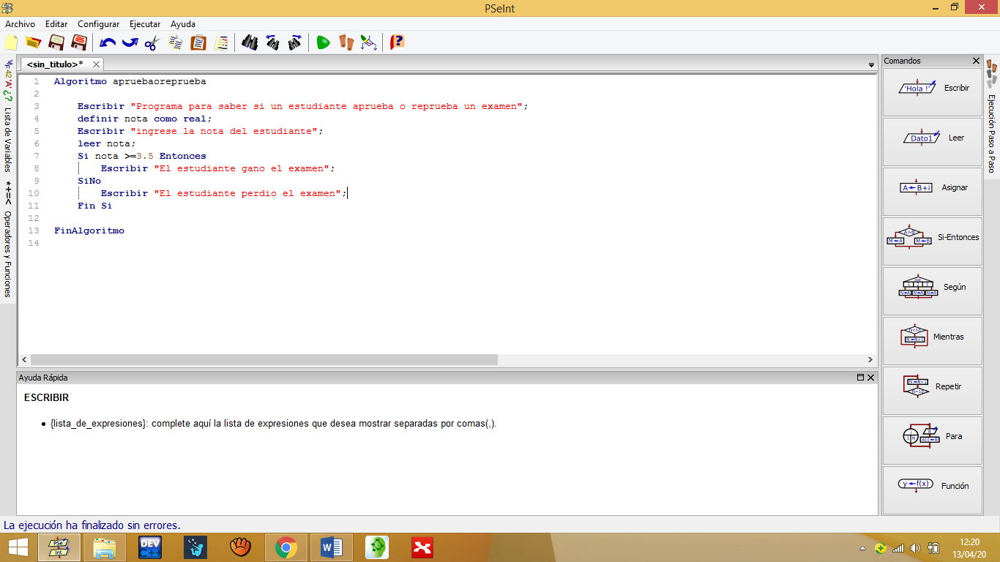 PSeInt
Archivo Editar Configurar Ejecutar Ayuda
<sin_titulo>*
1 Algoritmo apruebaoreprueba
2
3 Escribir "Programa para saber si un estudiante aprueba o reprueba un examen";
4 definir nota como real;
5 Escribir "ingrese la nota del estudiante";
6 leer nota;
7 Si nota >=3.5 Entonces
8 Escribir "El estudiante gano el examen";
9 SiNo
10 Escribir "El estudiante perdio el examen";
11 Fin Si
12
13 FinAlgoritmo
14
42 'A' ¿? Lista de Variables
*+=< Operadores y Funciones
Ayuda Rápida
ESCRIBIR
• {lista_de_expresiones}: complete aquí la lista de expresiones que desea mostrar separadas por comas(,).
Comandos
'Hola !' Escribir
Dato1 Leer
A←B+i Asignar
A>B M←A M←B Si-Entonces
Según
Mientras
Repetir
Para
y←f(x) Función
Ejecución Paso a Paso
La ejecución ha finalizado sin errores.
PSe Int
DEV C++
W
12:20
13/04/20